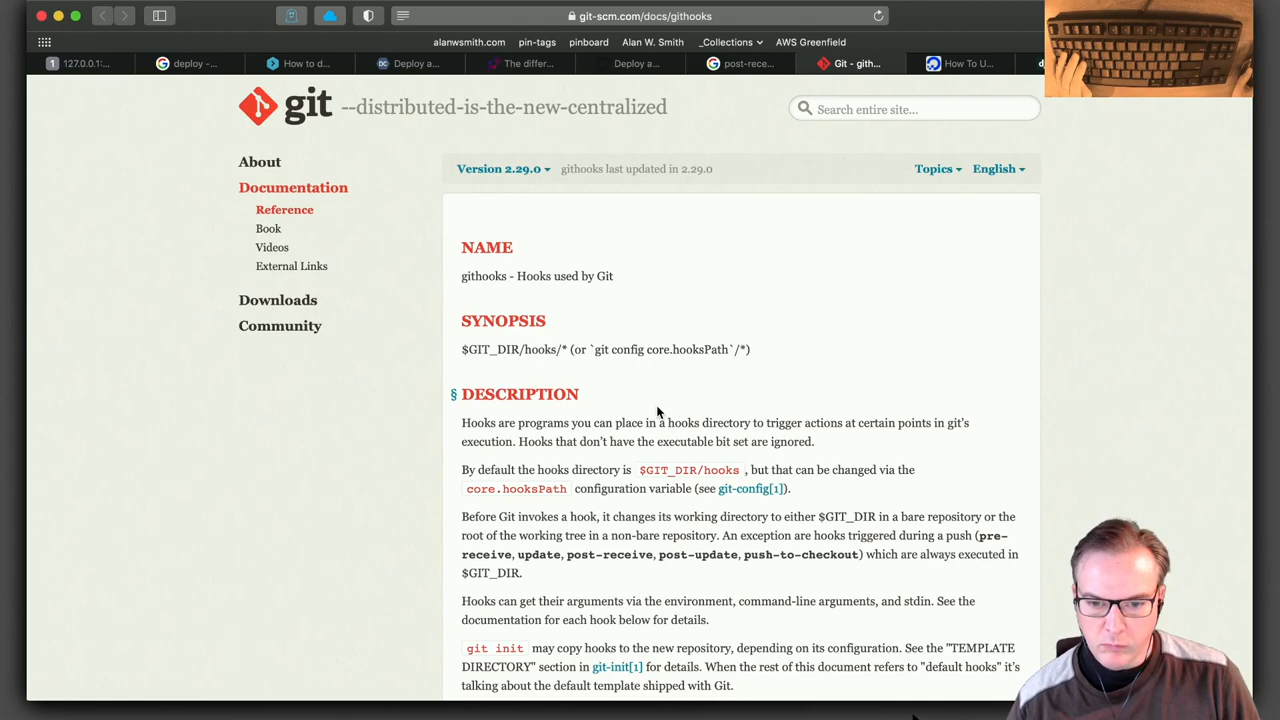 git-scm.com/docs/githooks
alanwsmith.com pin-tags pinboard Alan W. Smith _Collections AWS Greenfield
1 127.0.0.1:... deploy -... How to d... Deploy a... The differ... Deploy a... post-rece... Git - gith... How To U...
git --distributed-is-the-new-centralized
Search entire site...
About
Documentation
Reference
Book
Videos
External Links
Downloads
Community
Version 2.29.0 githooks last updated in 2.29.0 Topics English
NAME
githooks - Hooks used by Git
SYNOPSIS
$GIT_DIR/hooks/* (or `git config core.hooksPath`/*)
§ DESCRIPTION
Hooks are programs you can place in a hooks directory to trigger actions at certain points in git's
execution. Hooks that don't have the executable bit set are ignored.
By default the hooks directory is $GIT_DIR/hooks , but that can be changed via the
core.hooksPath configuration variable (see git-config[1]).
Before Git invokes a hook, it changes its working directory to either $GIT_DIR in a bare repository or the
root of the working tree in a non-bare repository. An exception are hooks triggered during a push (pre-
receive, update, post-receive, post-update, push-to-checkout) which are always executed in
$GIT_DIR.
Hooks can get their arguments via the environment, command-line arguments, and stdin. See the
documentation for each hook below for details.
git init may copy hooks to the new repository, depending on its configuration. See the "TEMPLATE
DIRECTORY" section in git-init[1] for details. When the rest of this document refers to "default hooks" it's
talking about the default template shipped with Git.